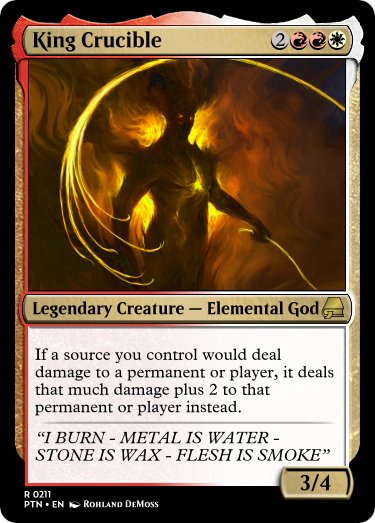 King Crucible 2
Legendary Creature — Elemental God
If a source you control would deal
damage to a permanent or player, it deals
that much damage plus 2 to that
permanent or player instead.
“I BURN - METAL IS WATER -
STONE IS WAX - FLESH IS SMOKE”
3/4
R 0211
PTN • EN ROHLAND DEMOSS